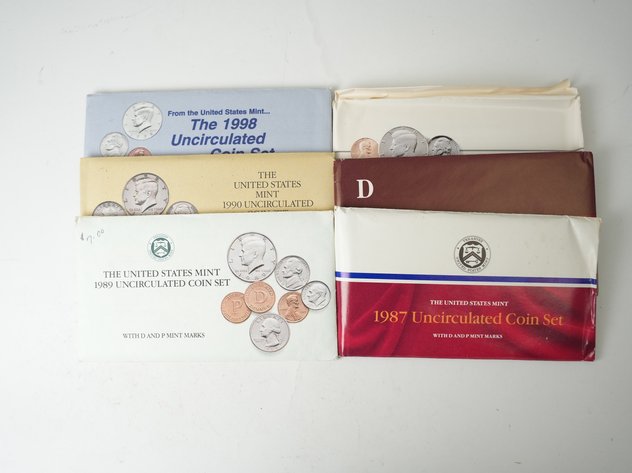 From the United States Mint...
The 1998
Uncirculated
Coin Set
THE
UNITED STATES
MINT
1990 UNCIRCULATED
D
$7.00
THE UNITED STATES MINT
1989 UNCIRCULATED COIN SET
P D
WITH D AND P MINT MARKS
THE UNITED STATES MINT
1987 Uncirculated Coin Set
WITH D AND P MINT MARKS